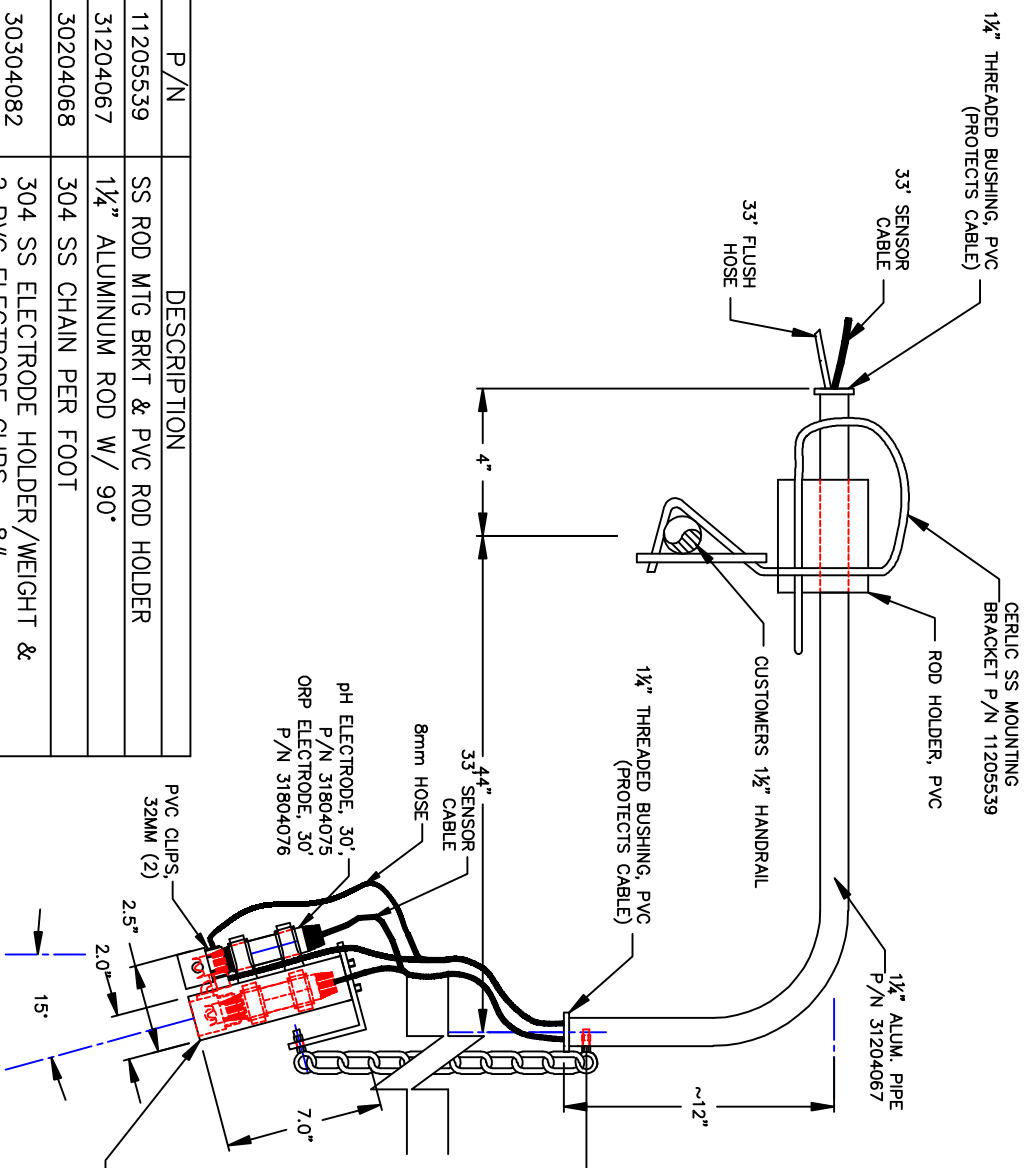 1¼" THREADED BUSHING, PVC
(PROTECTS CABLE)
33' SENSOR
CABLE
33' FLUSH
HOSE
CERLIC SS MOUNTING
BRACKET P/N 11205539
ROD HOLDER, PVC
CUSTOMERS 1½" HANDRAIL
1¼" ALUM. PIPE
P/N 31204067
4"
44"
~12"
1¼" THREADED BUSHING, PVC
(PROTECTS CABLE)
33' SENSOR
CABLE
8mm HOSE
pH ELECTRODE, 30',
P/N 31804075
ORP ELECTRODE, 30'
P/N 31804076
PVC CLIPS,
32MM (2)
2.5"
2.0"
15°
7.0"
P/N DESCRIPTION
11205539 SS ROD MTG BRKT & PVC ROD HOLDER
31204067 1¼" ALUMINUM ROD W/ 90°
30204068 304 SS CHAIN PER FOOT
30304082 304 SS ELECTRODE HOLDER/WEIGHT &
2 PVC ELECTRODE CLIPS